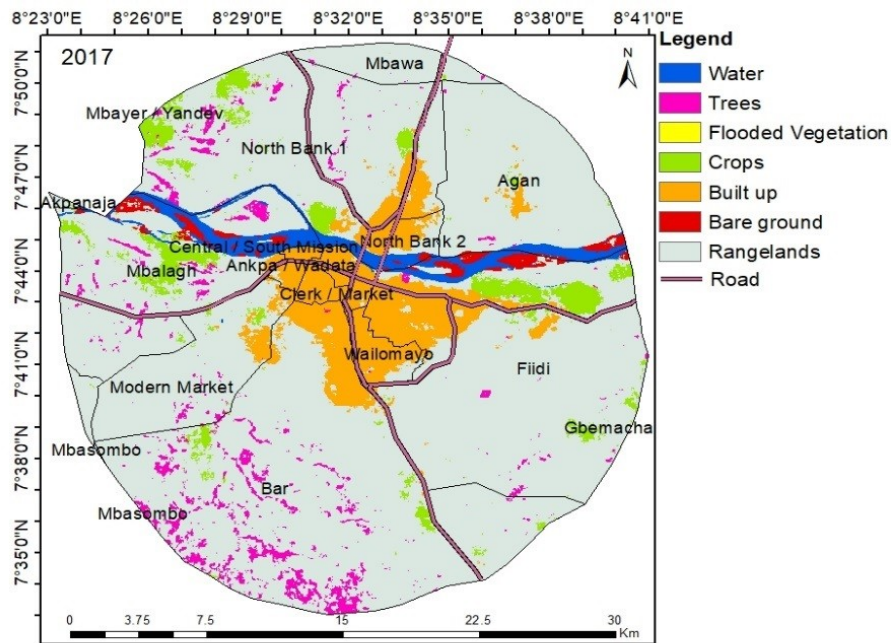 8°23'0"E 8°26'0"E 8°29'0"E 8°32'0"E 8°35'0"E 8°38'0"E 8°41'0"E
2017
N
Legend
Water
Trees
Flooded Vegetation
Crops
Built up
Bare ground
Rangelands
Road
7°50'0"N
7°47'0"N
7°44'0"N
7°41'0"N
7°38'0"N
7°35'0"N
Mbawa
Mbayer / Yandev
North Bank 1
Agan
Akpanaja
Central / South Mission
North Bank 2
Mbalagh
Ankpa / Wadata
Clerk / Market
Wailomayo
Fiidi
Modern Market
Gbemacha
Mbasombo
Bar
Mbasombo
0 3.75 7.5 15 22.5 30
Km